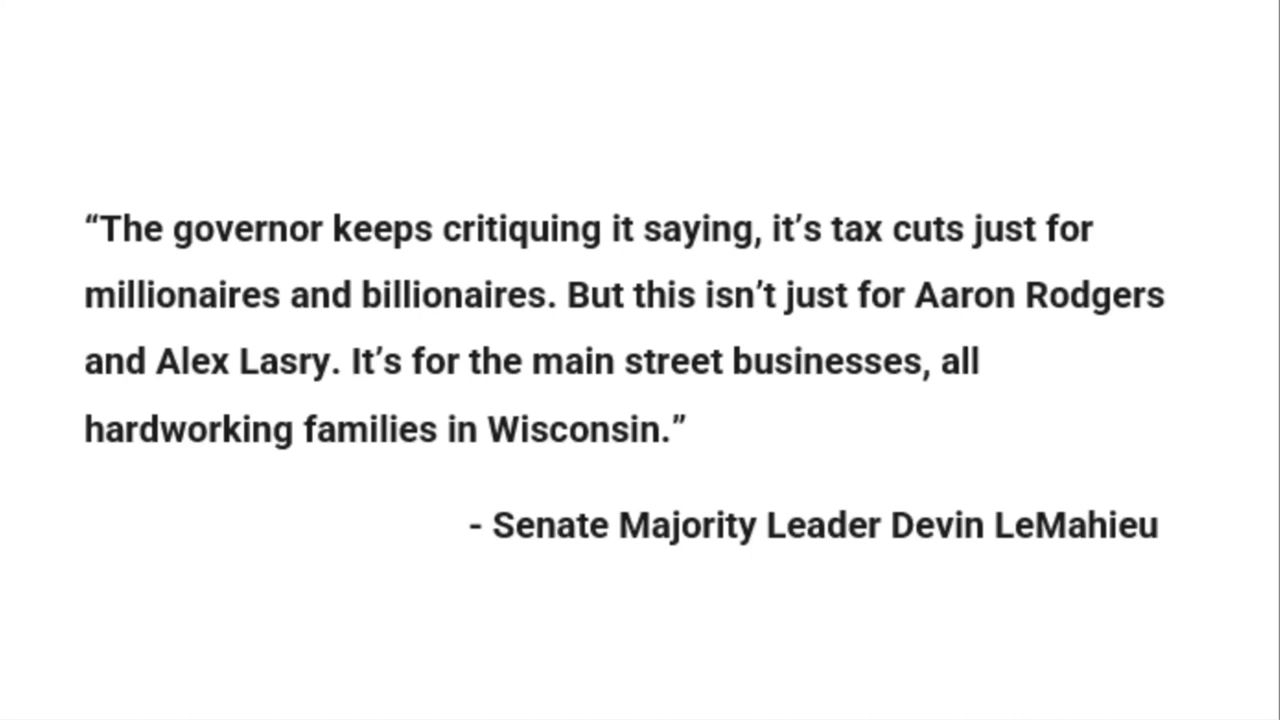 “The governor keeps critiquing it saying, it’s tax cuts just for
millionaires and billionaires. But this isn’t just for Aaron Rodgers
and Alex Lasry. It’s for the main street businesses, all
hardworking families in Wisconsin.”
- Senate Majority Leader Devin LeMahieu